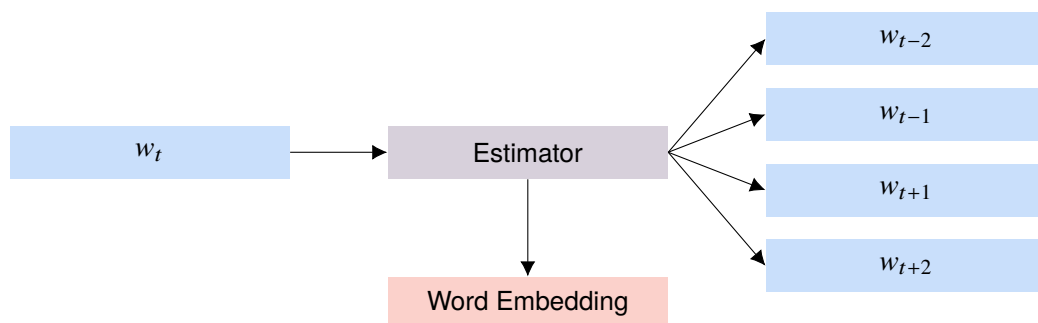 w_t
Estimator
Word Embedding
w_{t−2}
w_{t−1}
w_{t+1}
w_{t+2}